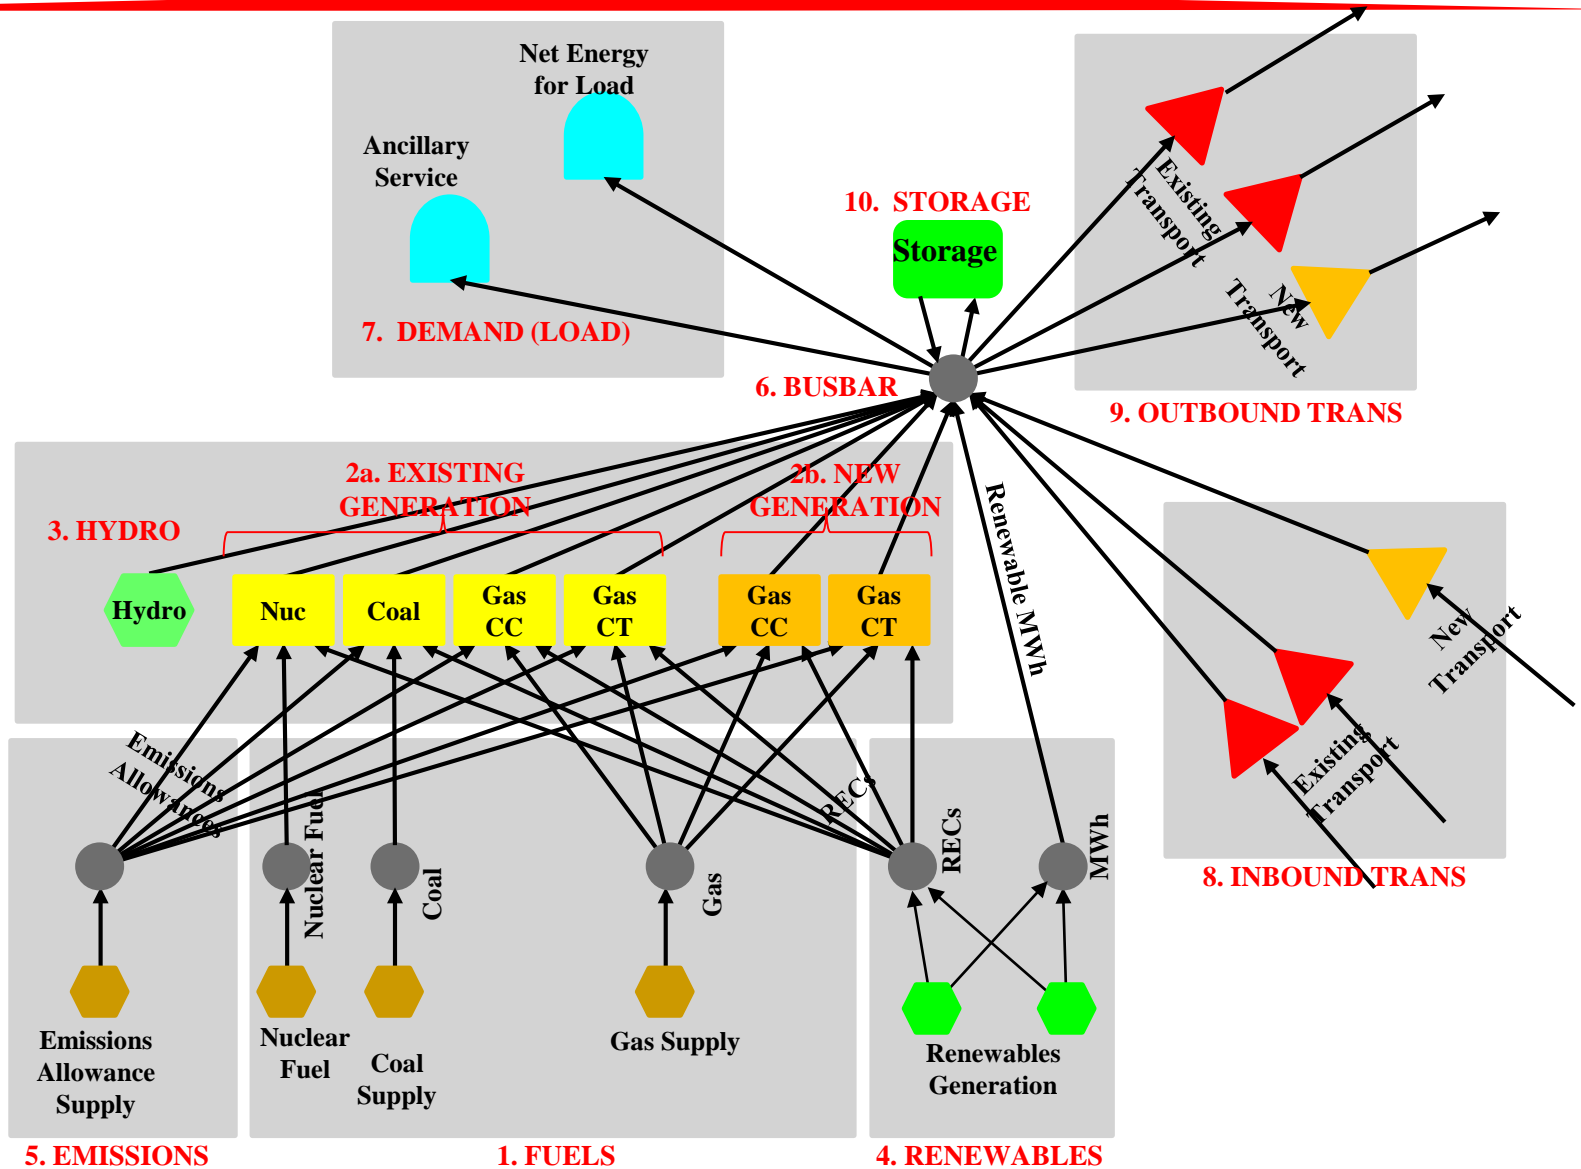 Net Energy
for Load
Ancillary
Service
7. DEMAND (LOAD)
10. STORAGE
Storage
6. BUSBAR
Existing
Transport
New
Transport
9. OUTBOUND TRANS
2a. EXISTING
GENERATION
2b. NEW
GENERATION
3. HYDRO
Hydro
Nuc
Coal
Gas
CC
Gas
CT
Gas
CC
Gas
CT
Renewable MWh
New
Transport
Existing
Transport
8. INBOUND TRANS
Emissions
Allowances
Nuclear Fuel
Coal
Gas
RECs
RECs
MWh
Emissions
Allowance
Supply
Nuclear
Fuel
Coal
Supply
Gas Supply
Renewables
Generation
5. EMISSIONS
1. FUELS
4. RENEWABLES